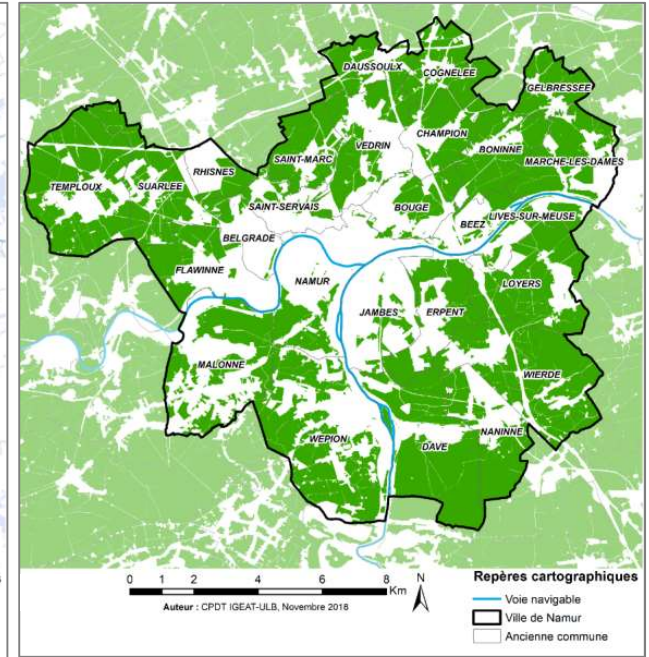 DAUSSOULX
COGNELEE
GELBRESSEE
CHAMPION
VEDRIN
BONINNE
SAINT-MARC
MARCHE-LES-DAMES
RHISNES
TEMPLOUX
SUARLEE
SAINT-SERVAIS
BOUGE
LIVES-SUR-MEUSE
BEEZ
BELGRADE
FLAWINNE
NAMUR
LOYERS
JAMBES
ERPENT
MALONNE
WIERDE
NANINNE
WEPION
DAVE
0 1 2 4 6 8
Km
N
Auteur : CPDT IGEAT-ULB, Novembre 2018
Repères cartographiques
Voie navigable
Ville de Namur
Ancienne commune